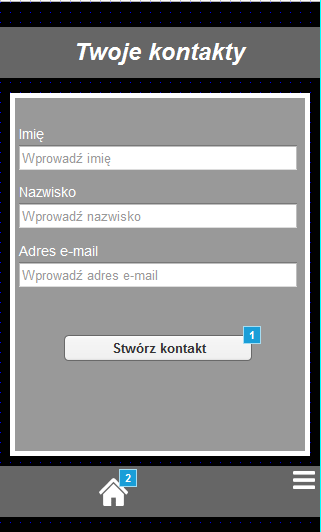 Twoje kontakty
Imię
Wprowadź imię
Nazwisko
Wprowadź nazwisko
Adres e-mail
Wprowadź adres e-mail
1
Stwórz kontakt
2